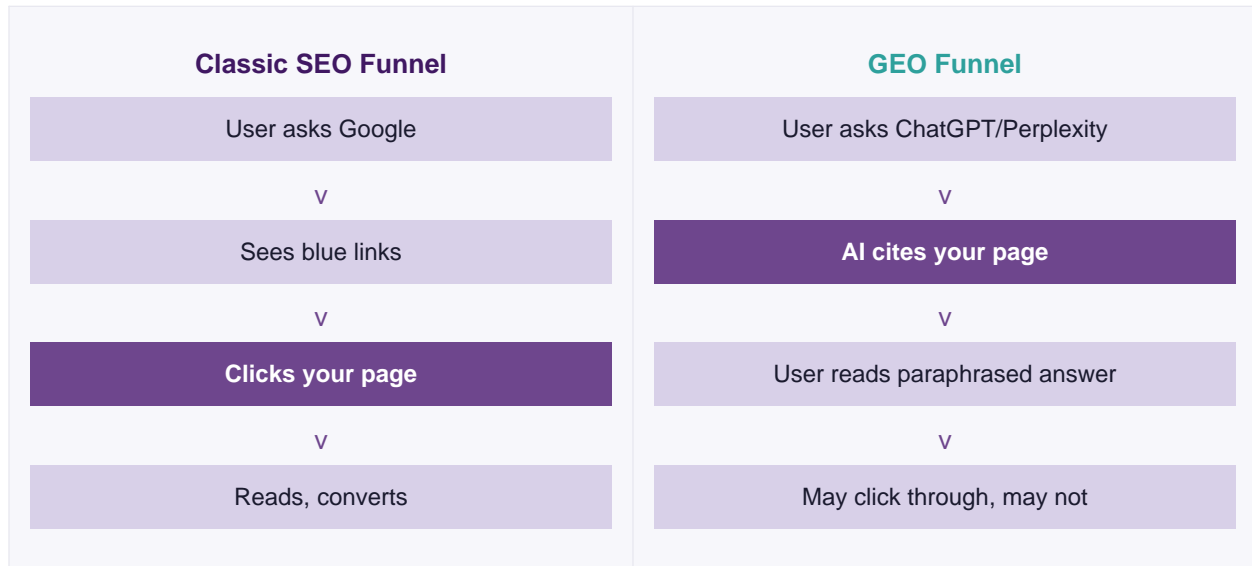 Classic SEO Funnel
User asks Google
v
Sees blue links
v
Clicks your page
v
Reads, converts
GEO Funnel
User asks ChatGPT/Perplexity
v
AI cites your page
v
User reads paraphrased answer
v
May click through, may not